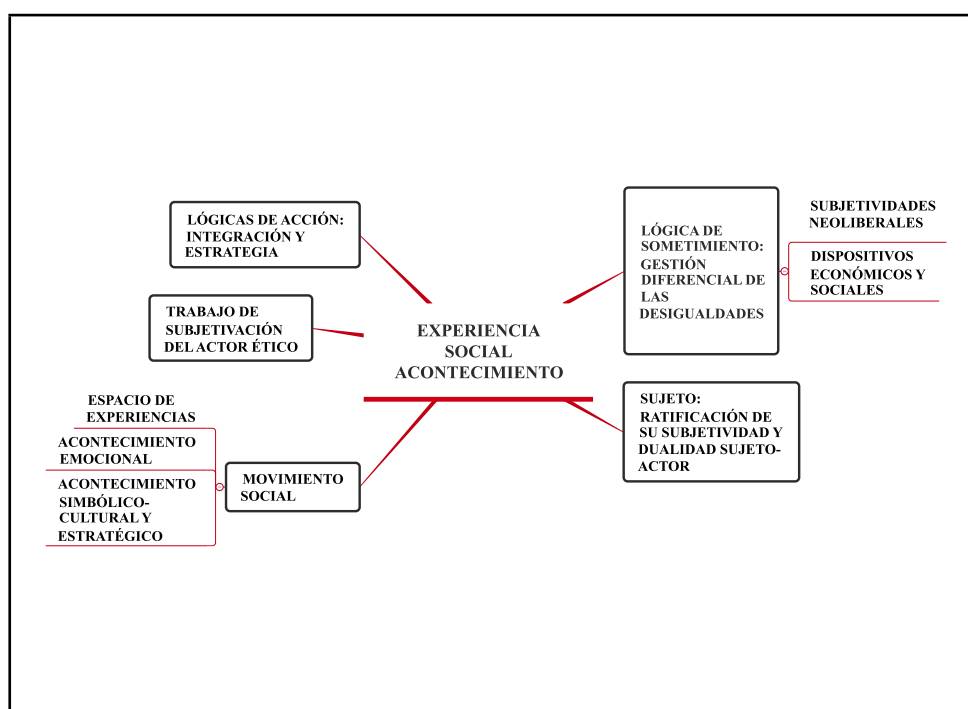 LÓGICAS DE ACCIÓN:
INTEGRACIÓN Y
ESTRATEGIA
TRABAJO DE
SUBJETIVACIÓN
DEL ACTOR ÉTICO
ESPACIO DE
EXPERIENCIAS
ACONTECIMIENTO
EMOCIONAL
ACONTECIMIENTO
SIMBÓLICO-
CULTURAL Y
ESTRATÉGICO
MOVIMIENTO
SOCIAL
EXPERIENCIA
SOCIAL
ACONTECIMIENTO
LÓGICA DE
SOMETIMIENTO:
GESTIÓN
DIFERENCIAL DE
LAS
DESIGUALDADES
SUBJETIVIDADES
NEOLIBERALES
DISPOSITIVOS
ECONÓMICOS Y
SOCIALES
SUJETO:
RATIFICACIÓN DE
SU SUBJETIVIDAD Y
DUALIDAD SUJETO-
ACTOR